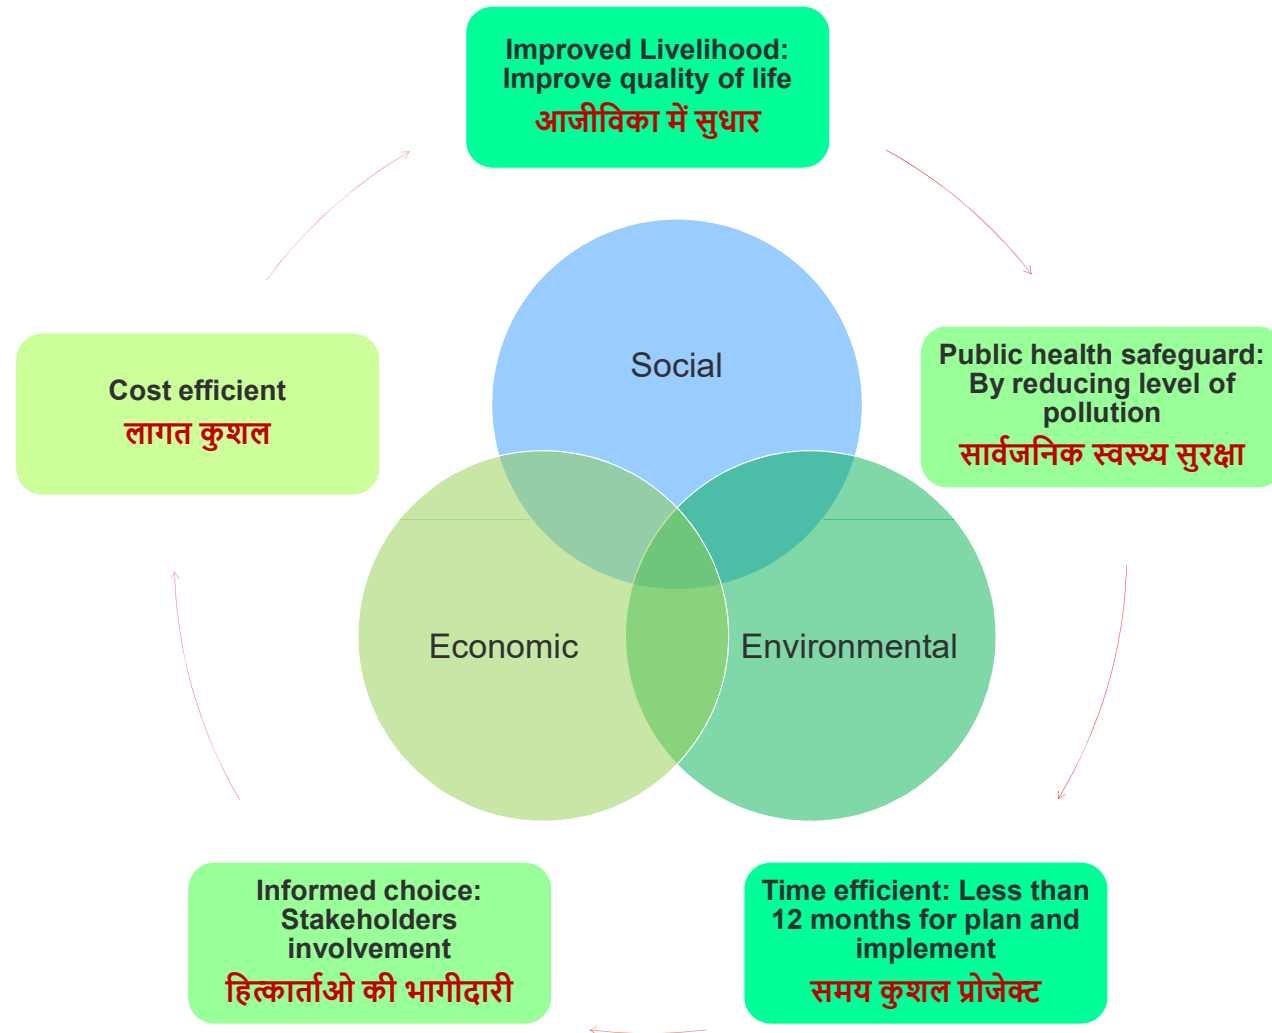 Improved Livelihood:
Improve quality of life
आजीविका में सुधार
Social
Public health safeguard:
By reducing level of
pollution
सार्वजनिक स्वस्थ्य सुरक्षा
Cost efficient
लागत कुशल
Economic
Environmental
Informed choice:
Stakeholders
involvement
हित्कार्ताओ की भागीदारी
Time efficient: Less than
12 months for plan and
implement
समय कुशल प्रोजेक्ट